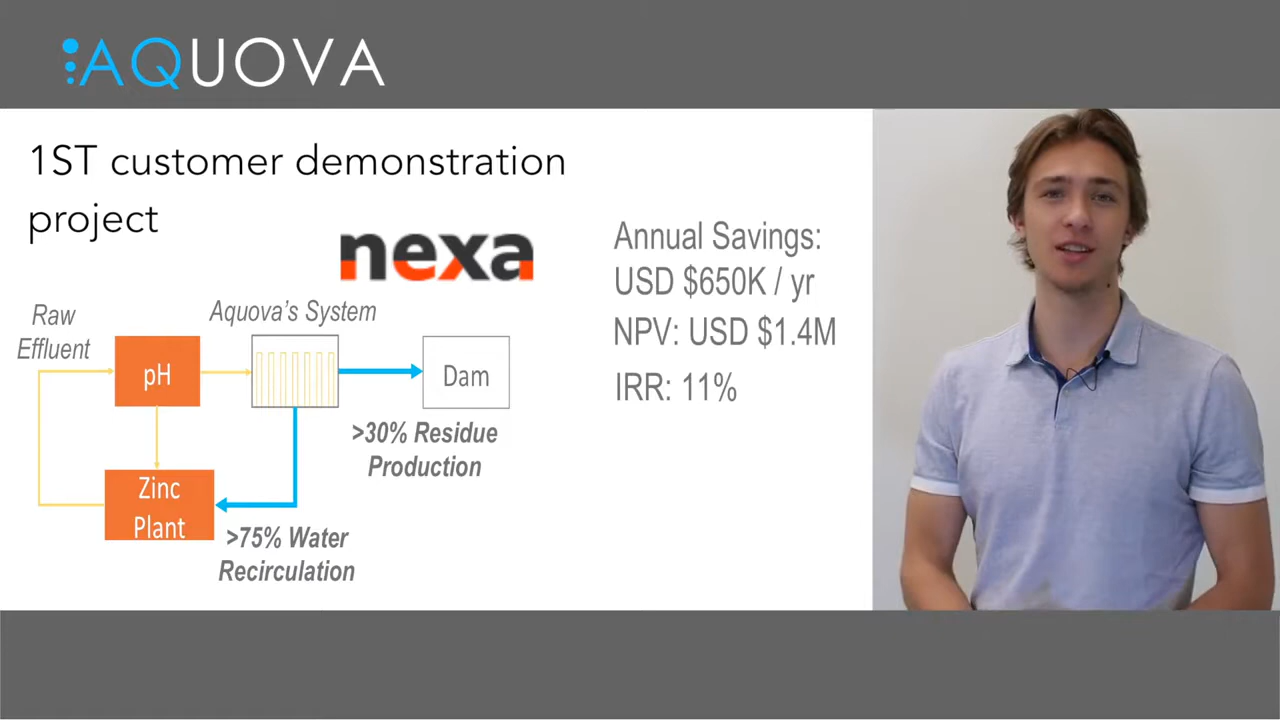 AQUOVA
1ST customer demonstration
project
nexa
Raw
Effluent
Aquova's System
pH
Dam
>30% Residue
Production
Zinc
Plant
>75% Water
Recirculation
Annual Savings:
USD $650K / yr
NPV: USD $1.4M
IRR: 11%